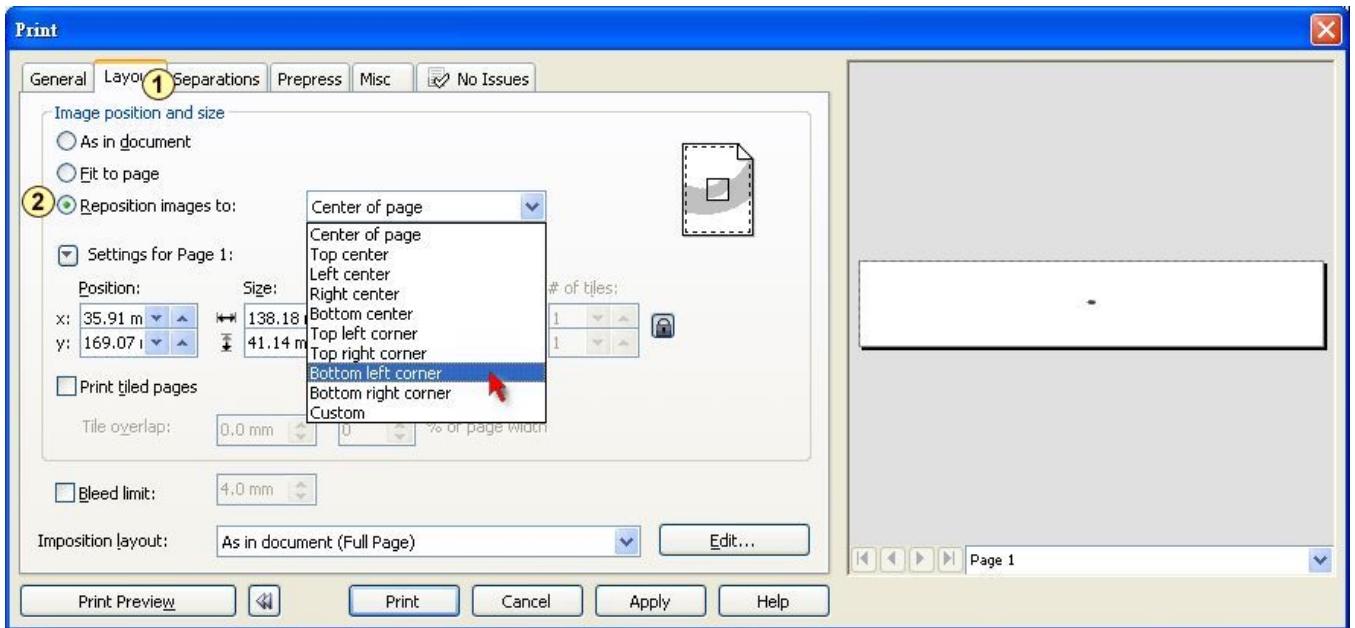 Print
General Layou 1 Separations Prepress Misc No Issues
Image position and size
As in document
Fit to page
2 Reposition images to: Center of page
Center of page
Top center
Settings for Page 1:
Left center
Right center
Position: Size: # of tiles:
Bottom center
x: 35.91 m 138.18 1
Top left corner
y: 169.07 41.14 m 1
Top right corner
Bottom left corner
Print tiled pages
Bottom right corner
Custom
Tile overlap: 0.0 mm 0 % of page width
Bleed limit: 4.0 mm
Imposition layout: As in document (Full Page) Edit...
Page 1
Print Preview Print Cancel Apply Help